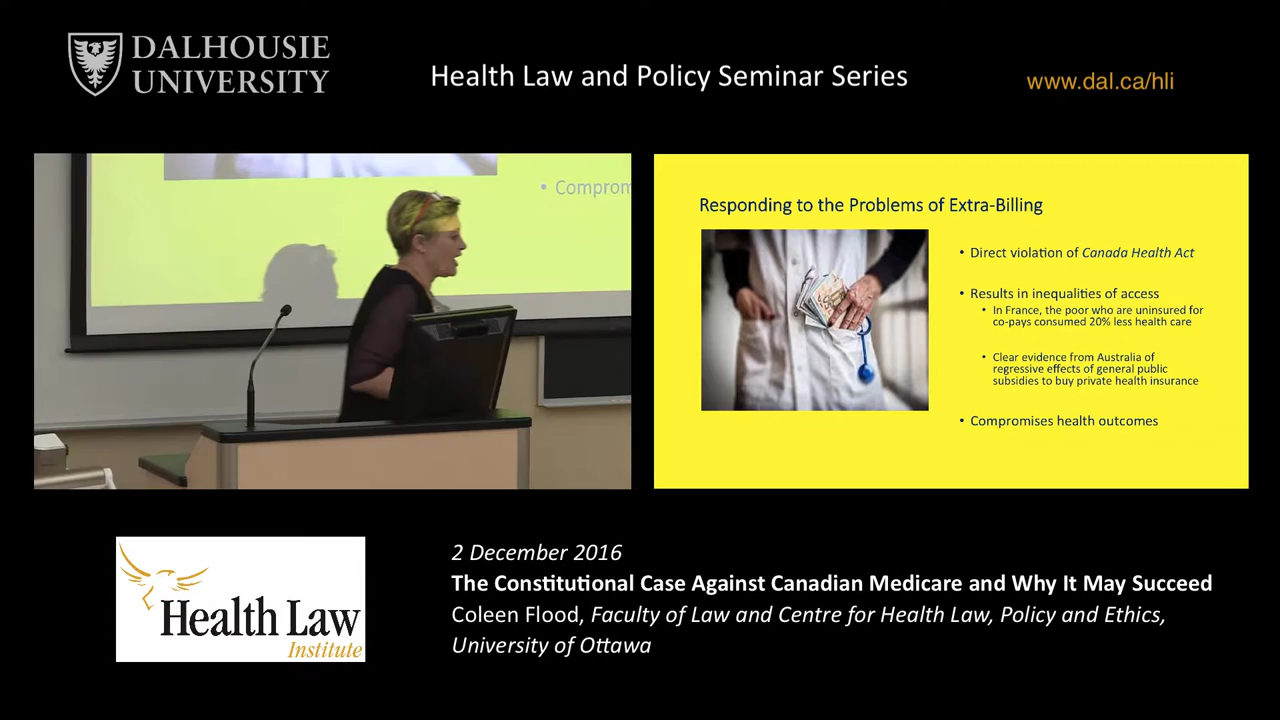 DALHOUSIE
UNIVERSITY
Health Law and Policy Seminar Series
www.dal.ca/hli
• Comprom
Responding to the Problems of Extra-Billing
• Direct violation of Canada Health Act
• Results in inequalities of access
• In France, the poor who are uninsured for
co-pays consumed 20% less health care
• Clear evidence from Australia of
regressive effects of general public
subsidies to buy private health insurance
• Compromises health outcomes
Health Law
Institute
2 December 2016
The Constitutional Case Against Canadian Medicare and Why It May Succeed
Coleen Flood, Faculty of Law and Centre for Health Law, Policy and Ethics,
University of Ottawa